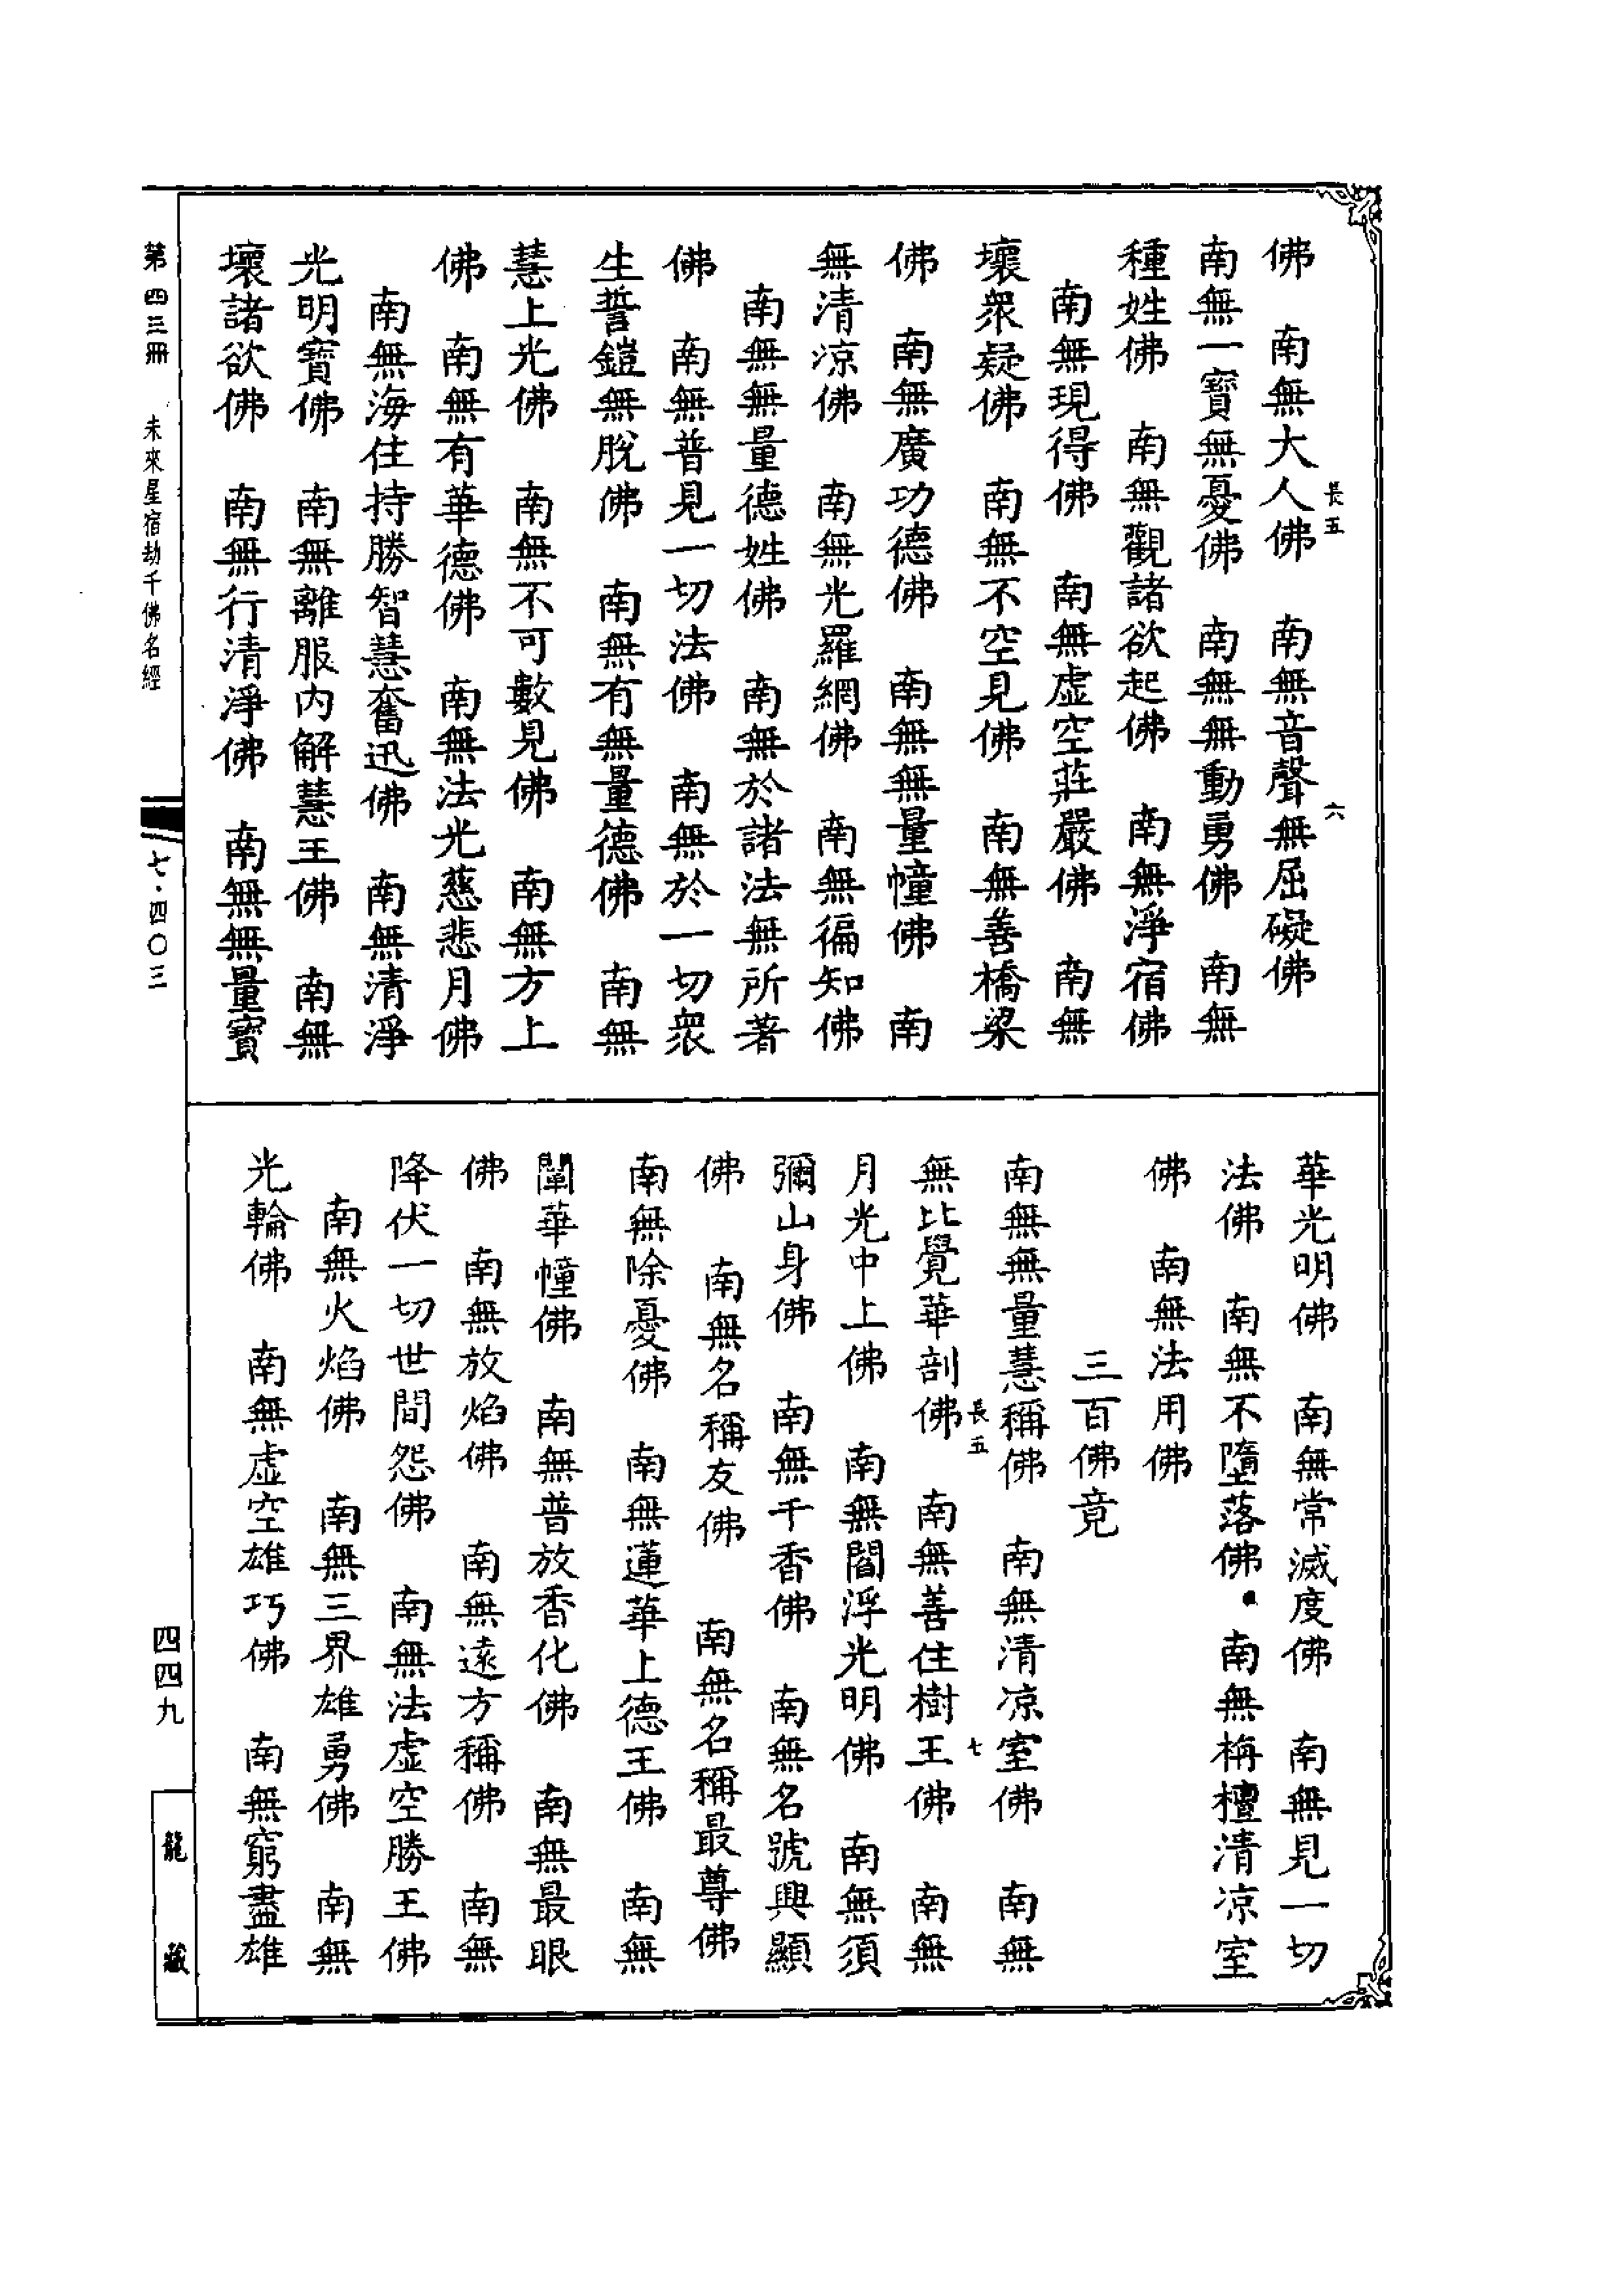 佛　南無大人佛　南無音聲無屈礙佛
長五　六
南無一寶無憂佛　南無無動勇佛　南無
種姓佛　南無觀諸欲起佛　南無淨宿佛
南無現得佛　南無虛空莊嚴佛　南無
壞衆疑佛　南無不空見佛　南無善橋梁
佛　南無廣功德佛　南無無量幢佛　南
無清涼佛　南無光羅網佛　南無徧知佛
南無無量德姓佛　南無於諸法無所著
佛　南無普見一切法佛　南無於一切衆
生誓鎧無脫佛　南無有無量德佛　南無
慧上光佛　南無不可數見佛　南無方上
佛　南無有華德佛　南無法光慈悲月佛
南無海住持勝智慧奮迅佛　南無清淨
光明寶佛　南無離服內解慧王佛　南無
壞諸欲佛　南無行清淨佛　南無無量寶
華光明佛　南無常滅度佛　南無見一切
法佛　南無不墮落佛　南無栴檀清涼室
佛　南無法用佛
三百佛竟
南無無量慧稱佛　南無清涼室佛　南無
長五　七
無比覺華剖佛　南無善住樹王佛　南無
月光中上佛　南無閻浮光明佛　南無須
彌山身佛　南無千香佛　南無名號興顯
佛　南無名稱友佛　南無名稱最尊佛
南無除憂佛　南無蓮華上德王佛　南無
闡華幢佛　南無普放香化佛　南無最眼
佛　南無放焰佛　南無遠方稱佛　南無
降伏一切世間怨佛　南無法虛空勝王佛
南無火焰佛　南無三界雄勇佛　南無
光輪佛　南無虛空雄巧佛　南無窮盡雄
第四三冊　未來星宿劫千佛名經　七·四〇三
四四九
龍藏